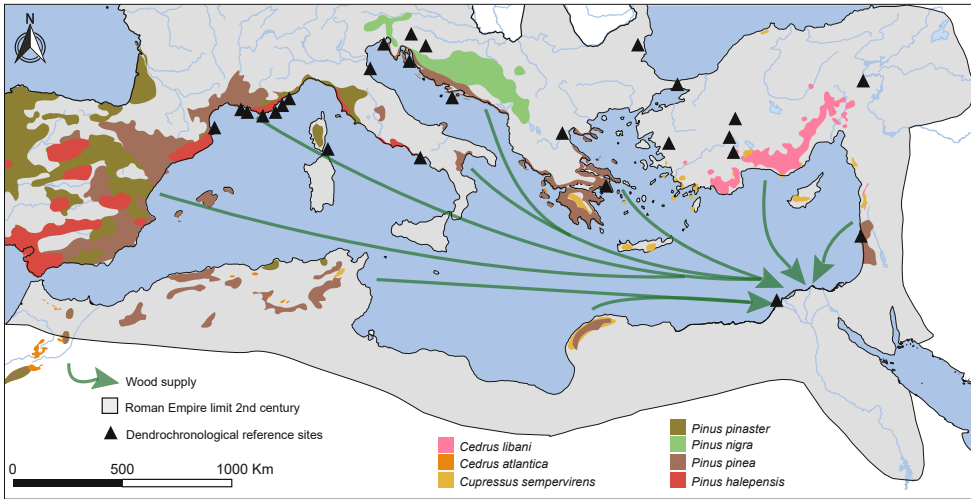 N
Wood supply
Roman Empire limit 2nd century
Dendrochronological reference sites
0 500 1000 Km
Cedrus libani
Cedrus atlantica
Cupressus sempervirens
Pinus pinaster
Pinus nigra
Pinus pinea
Pinus halepensis